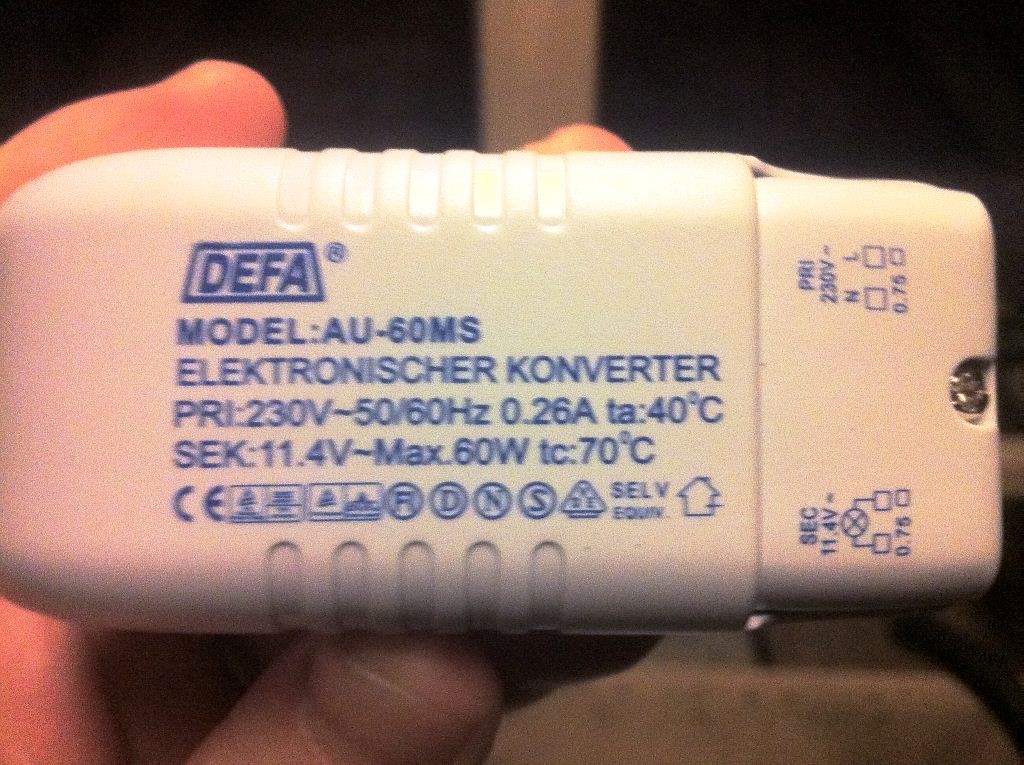 DEFA®
MODEL:AU-60MS
ELEKTRONISCHER KONVERTER
PRI:230V~50/60Hz 0.26A ta:40°C
SEK:11.4V~Max.60W tc:70°C
CE F D N S SELV
EQUIV.
PRI
230V~
N L
0.75
SEC
11.4V~
0.75